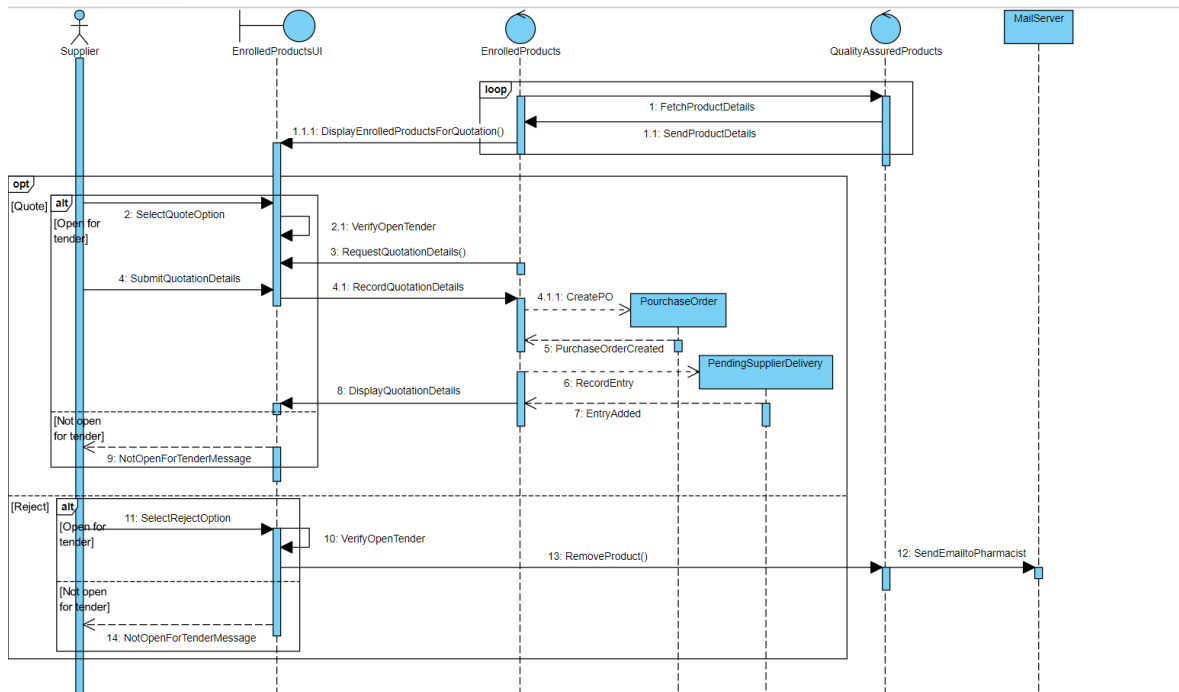 MailServer
Supplier
EnrolledProductsUI
EnrolledProducts
QualityAssuredProducts
loop
1: FetchProductDetails
1.1: SendProductDetails
1.1.1: DisplayEnrolledProductsForQuotation()
opt
[Quote]
alt
[Open for
tender]
2: SelectQuoteOption
2.1: VerifyOpenTender
3: RequestQuotationDetails()
4: SubmitQuotationDetails
4.1: RecordQuotationDetails
4.1.1: CreatePO
PourchaseOrder
5: PurchaseOrderCreated
PendingSupplierDelivery
6: RecordEntry
8: DisplayQuotationDetails
7: EntryAdded
[Not open
for tender]
9: NotOpenForTenderMessage
[Reject]
alt
[Open for
tender]
11: SelectRejectOption
10: VerifyOpenTender
13: RemoveProduct()
12: SendEmailtoPharmacist
[Not open
for tender]
14: NotOpenForTenderMessage